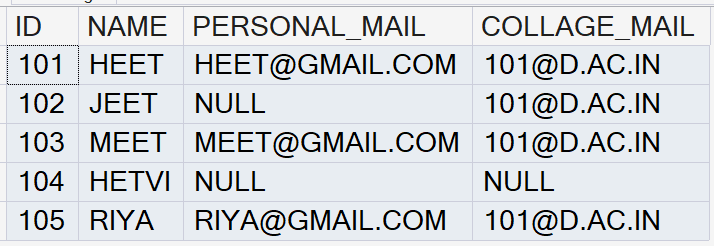 ID NAME PERSONAL_MAIL COLLAGE_MAIL
101 HEET HEET@GMAIL.COM 101@D.AC.IN
102 JEET NULL 101@D.AC.IN
103 MEET MEET@GMAIL.COM 101@D.AC.IN
104 HETVI NULL NULL
105 RIYA RIYA@GMAIL.COM 101@D.AC.IN